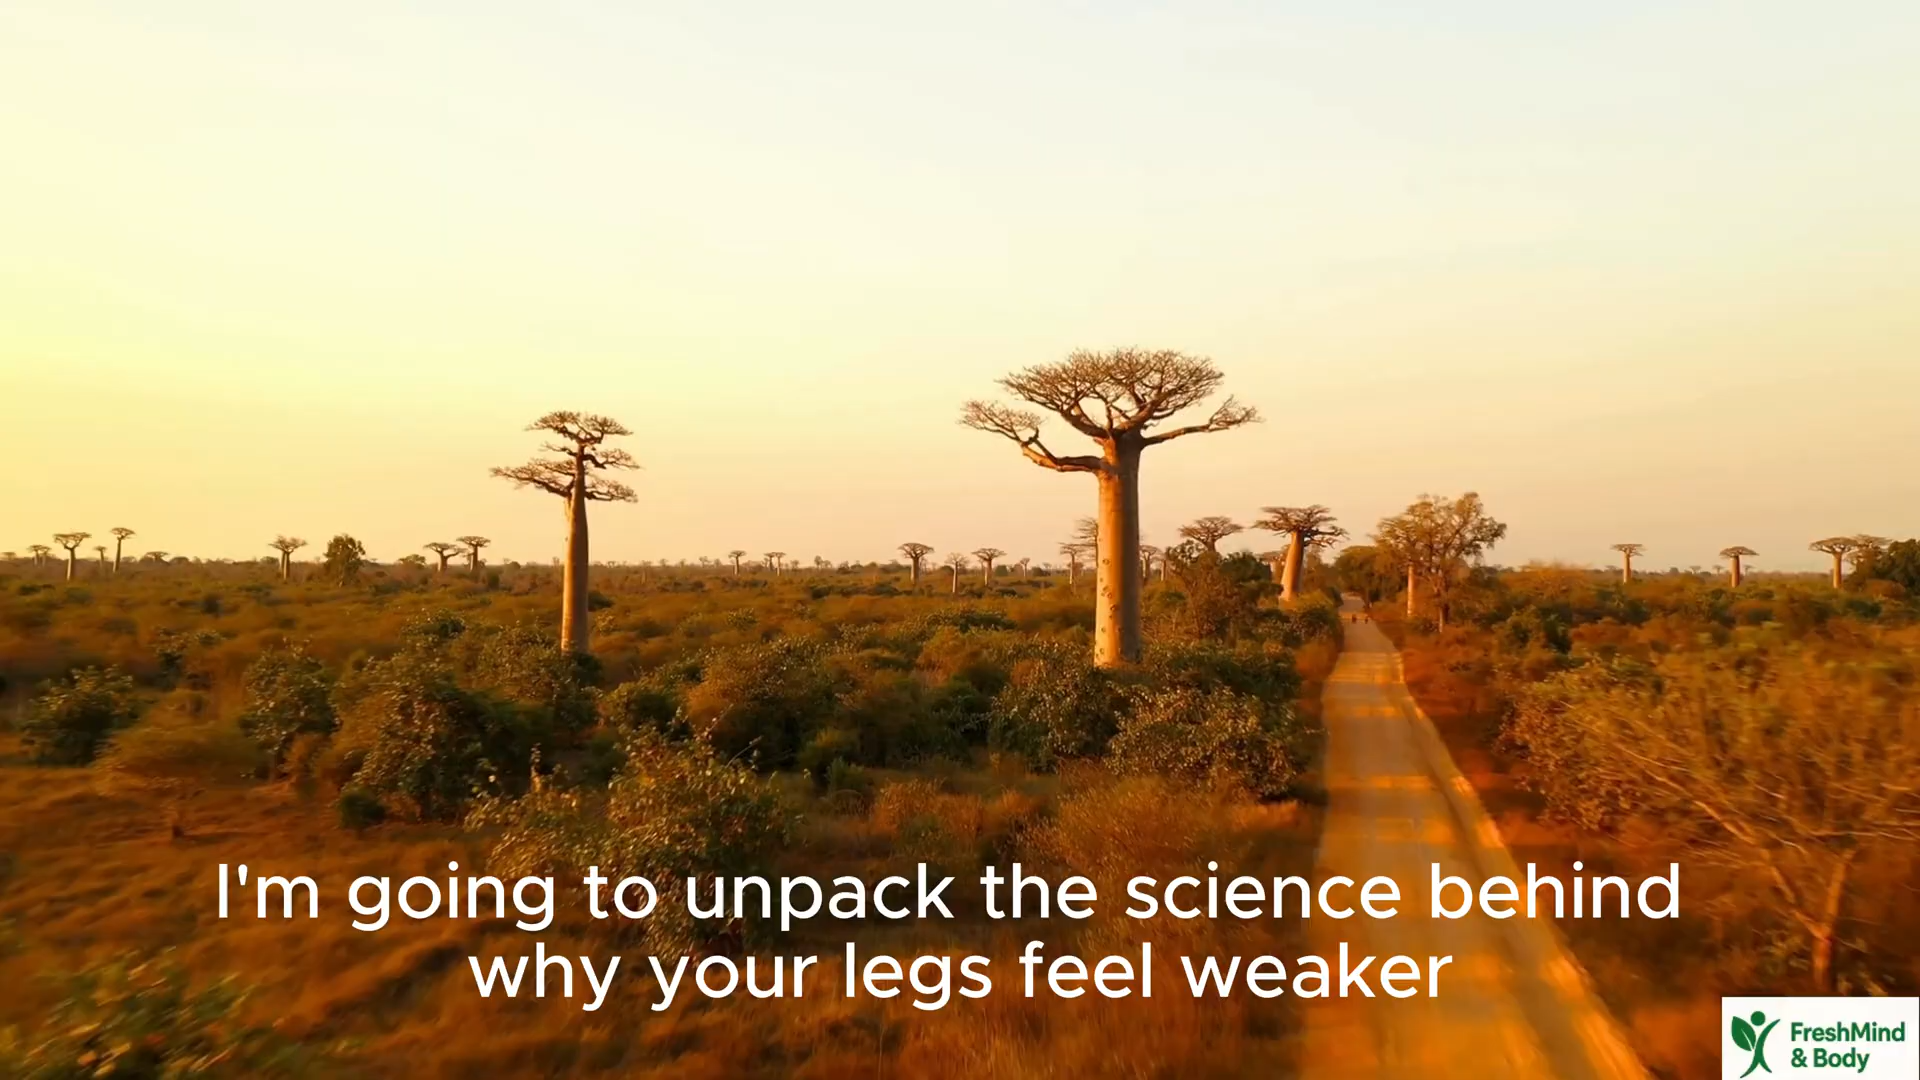 I'm going to unpack the science behind
why your legs feel weaker
FreshMind
& Body